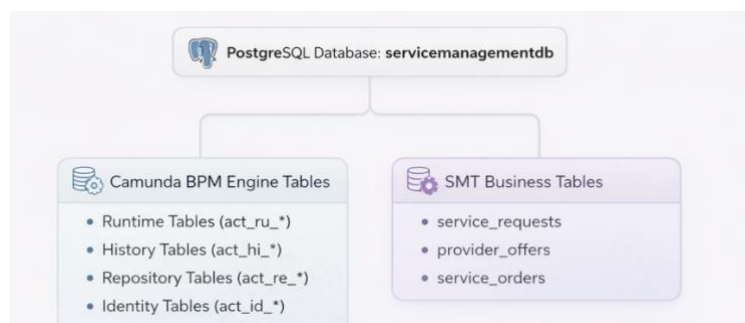 PostgreSQL Database: servicemanagementdb
Camunda BPM Engine Tables
• Runtime Tables (act_ru_*)
• History Tables (act_hi_*)
• Repository Tables (act_re_*)
• Identity Tables (act_id_*)
SMT Business Tables
• service_requests
• provider_offers
• service_orders